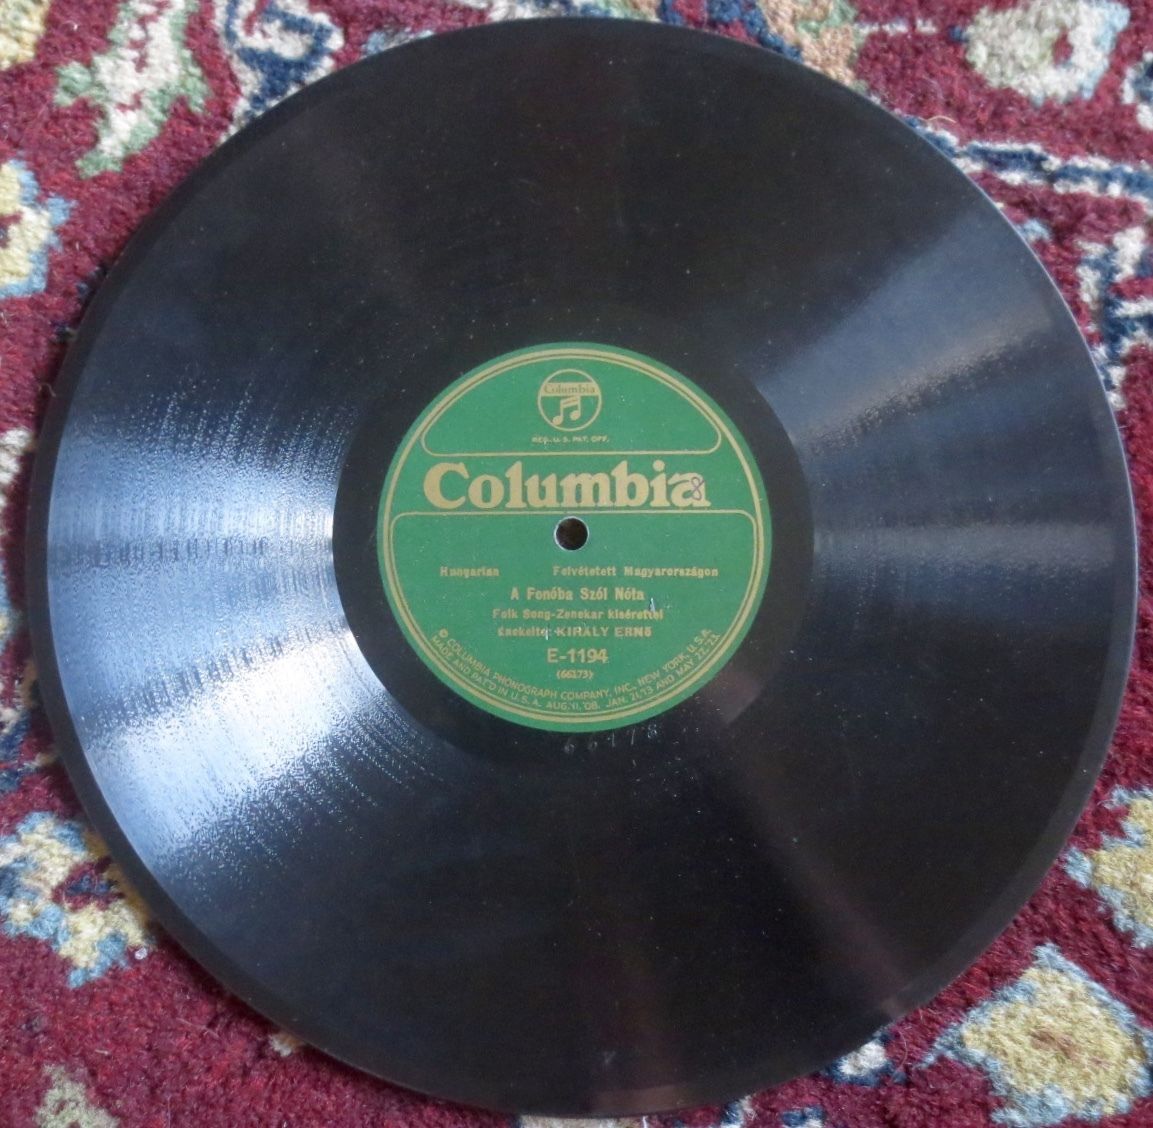 Columbia
REG. U. S. PAT. OFF.
Columbia
8
Hungarian Felvétetett Magyarországon
A Fonóba Szól Nóta
Folk Song-Zenekar kisérettel
Énekelte: KIRÁLY ERNŐ
E-1194
(66173)
© COLUMBIA PHONOGRAPH COMPANY, INC., NEW YORK, U.S.A.
MADE AND PAT'D IN U.S.A. AUG. 11, '08. JAN. 21, '13 AND MAY 22, '23.